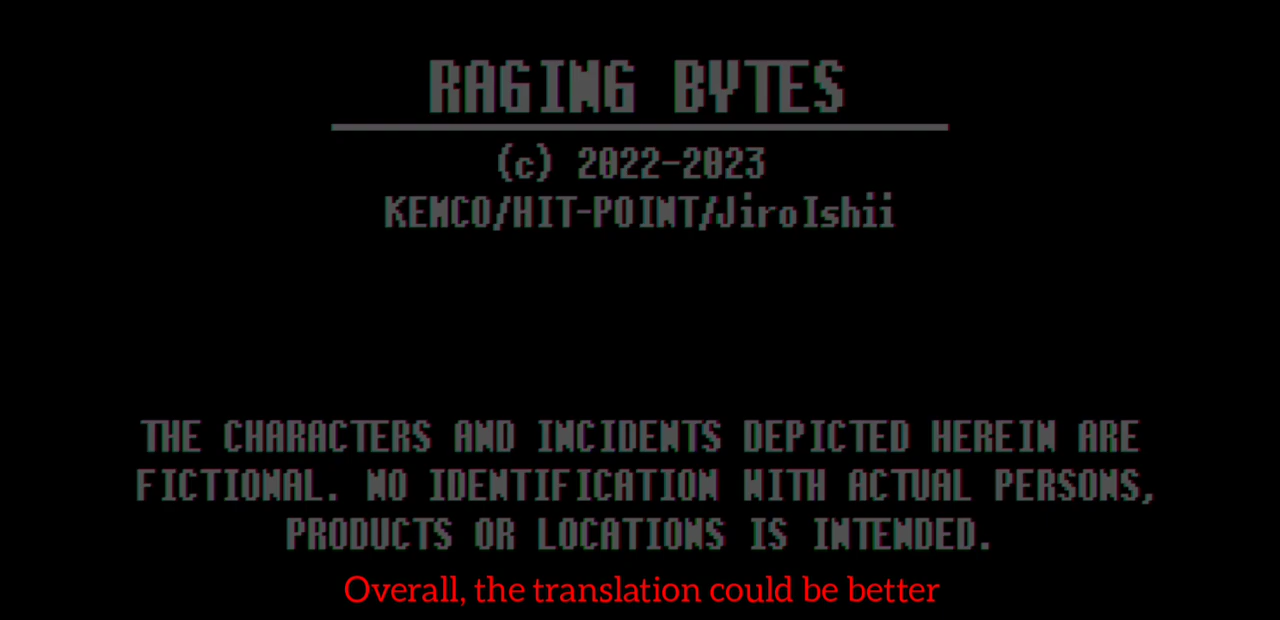 RAGING BYTES
(c) 2022-2023
KEMCO/HIT-POINT/JiroIshii
THE CHARACTERS AND INCIDENTS DEPICTED HEREIN ARE
FICTIONAL. NO IDENTIFICATION WITH ACTUAL PERSONS,
PRODUCTS OR LOCATIONS IS INTENDED.
Overall, the translation could be better